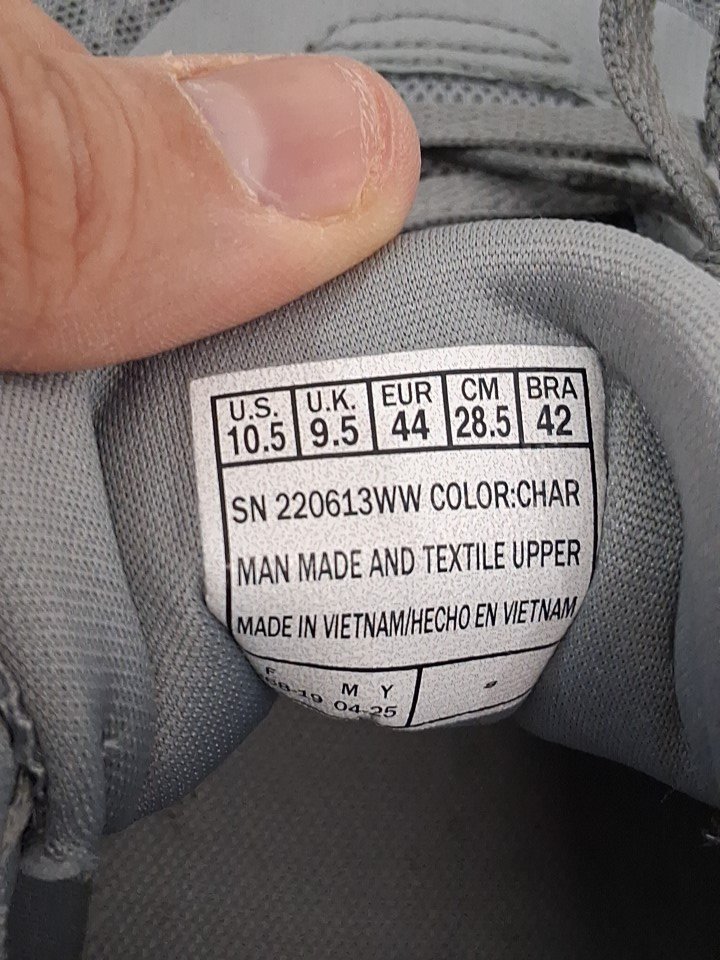 U.S. U.K. EUR CM BRA
10.5 9.5 44 28.5 42
SN 220613WW COLOR:CHAR
MAN MADE AND TEXTILE UPPER
MADE IN VIETNAM/HECHO EN VIETNAM
F M Y
04-25